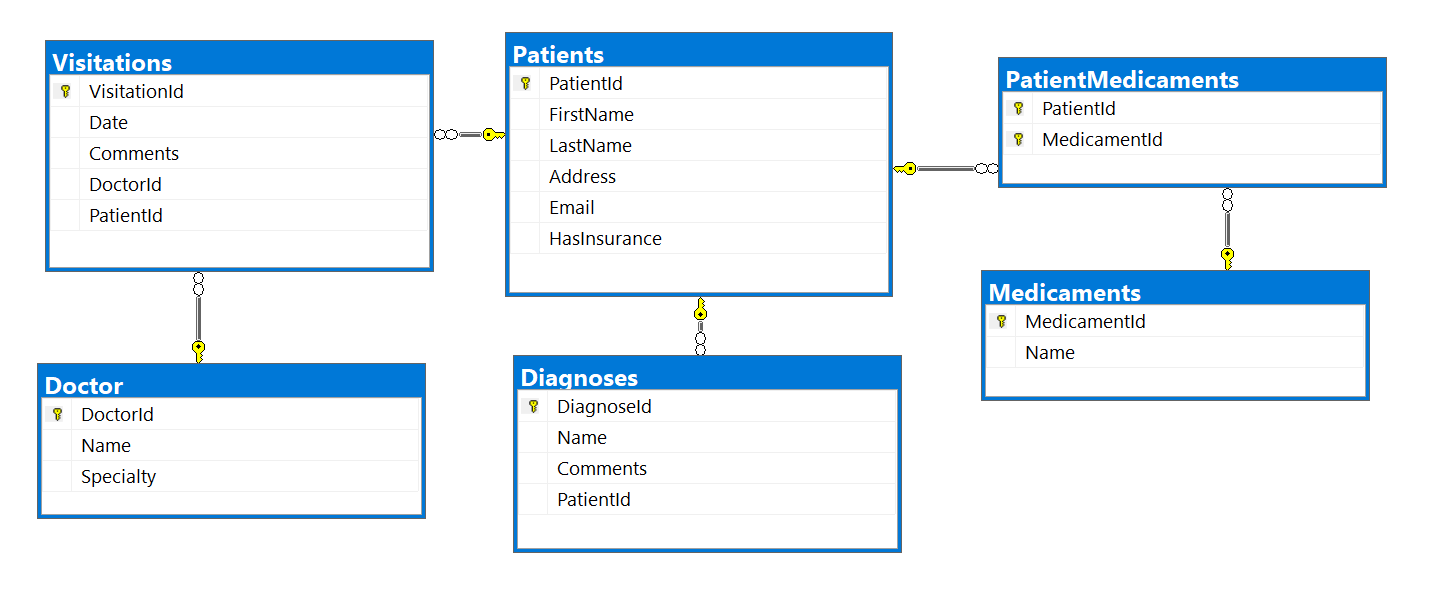 Visitations
VisitationId
Date
Comments
DoctorId
PatientId
Patients
PatientId
FirstName
LastName
Address
Email
HasInsurance
PatientMedicaments
PatientId
MedicamentId
Doctor
DoctorId
Name
Specialty
Diagnoses
DiagnoseId
Name
Comments
PatientId
Medicaments
MedicamentId
Name